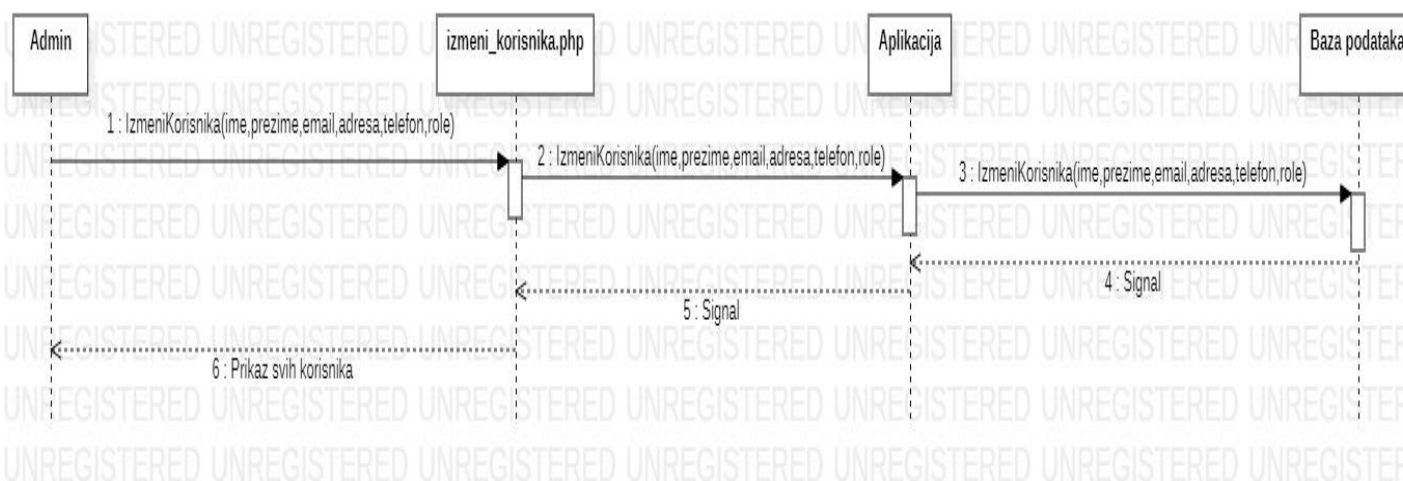 Admin
izmeni_korisnika.php
Aplikacija
Baza podataka
1 : IzmeniKorisnika(ime,prezime,email,adresa,telefon,role)
2 : IzmeniKorisnika(ime,prezime,email,adresa,telefon,role)
3 : IzmeniKorisnika(ime,prezime,email,adresa,telefon,role)
4 : Signal
5 : Signal
6 : Prikaz svih korisnika
UNREGISTERED UNREGISTERED UNREGISTERED UNREGISTERED UNREGISTERED UNREGISTERED